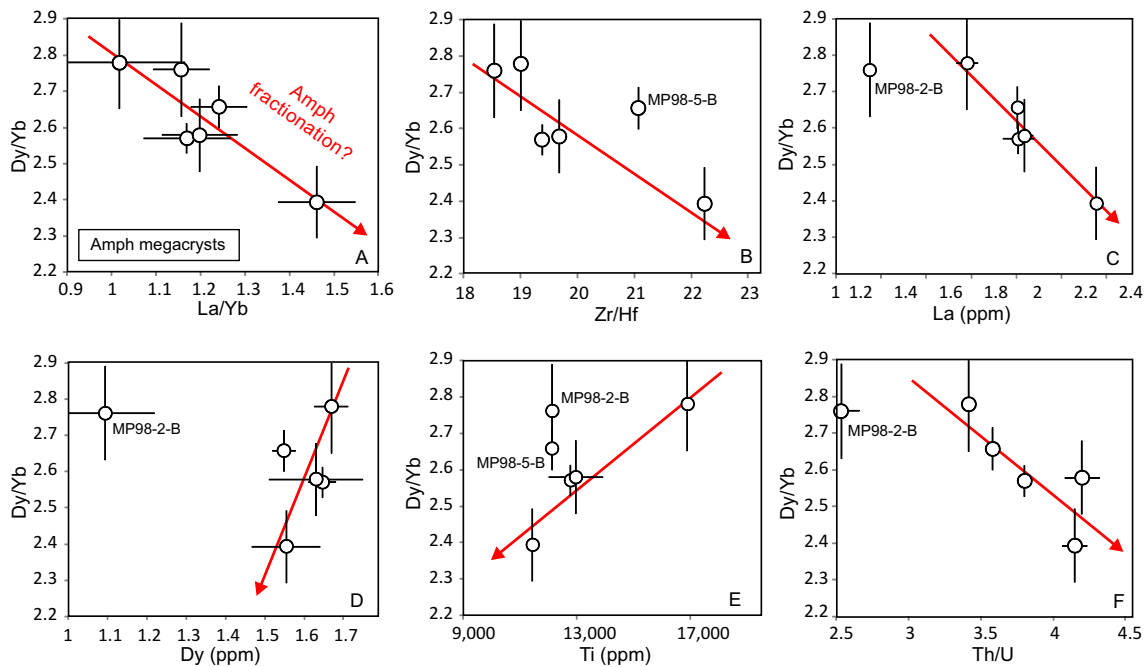 2.9
2.8
2.7
2.6
2.5
2.4
2.3
2.2
Dy/Yb
Amph
fractionation?
Amph megacrysts
A
0.9 1 1.1 1.2 1.3 1.4 1.5 1.6
La/Yb
2.9
2.8
2.7
2.6
2.5
2.4
2.3
2.2
Dy/Yb
MP98-5-B
B
18 19 20 21 22 23
Zr/Hf
2.9
2.8
2.7
2.6
2.5
2.4
2.3
2.2
Dy/Yb
MP98-2-B
C
1 1.2 1.4 1.6 1.8 2 2.2 2.4
La (ppm)
2.9
2.8
2.7
2.6
2.5
2.4
2.3
2.2
Dy/Yb
MP98-2-B
D
1 1.1 1.2 1.3 1.4 1.5 1.6 1.7
Dy (ppm)
2.9
2.8
2.7
2.6
2.5
2.4
2.3
2.2
Dy/Yb
MP98-2-B
MP98-5-B
E
9,000 13,000 17,000
Ti (ppm)
2.9
2.8
2.7
2.6
2.5
2.4
2.3
2.2
Dy/Yb
MP98-2-B
F
2.5 3 3.5 4 4.5
Th/U